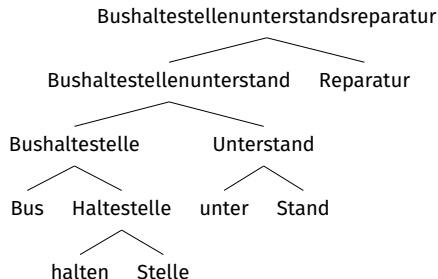 Bushaltestellenunterstandsreparatur
Bushaltestellenunterstand Reparatur
Bushaltestelle Unterstand
Bus Haltestelle unter Stand
halten Stelle